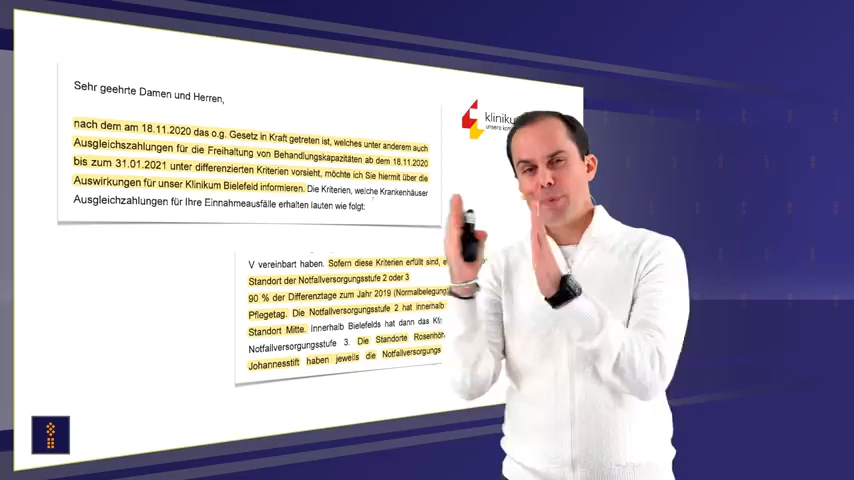 Sehr geehrte Damen und Herren,
nach dem am 18.11.2020 das o.g. Gesetz in Kraft getreten ist, welches unter anderem auch
Ausgleichszahlungen für die Freihaltung von Behandlungskapazitäten ab dem 18.11.2020
bis zum 31.01.2021 unter differenzierten Kriterien vorsieht, möchte ich Sie hiermit über die
Auswirkungen für unser Klinikum Bielefeld informieren. Die Kriterien, welche Krankenhäuser
Ausgleichzahlungen für Ihre Einnahmeausfälle erhalten lauten wie folgt:
kliniku
unsere kom
V vereinbart haben. Sofern diese Kriterien erfüllt sind,
Standort der Notfallversorgungsstufe 2 oder 3
90 % der Differenztage zum Jahr 2019 (Normalbelegung)
Pflegetag. Die Notfallversorgungsstufe 2 hat innerhalb
Standort Mitte. Innerhalb Bielefelds hat dann das
Notfallversorgungsstufe 3. Die Standorte Rosenhö
Johannesstift haben jeweils die Notfallversorgungs